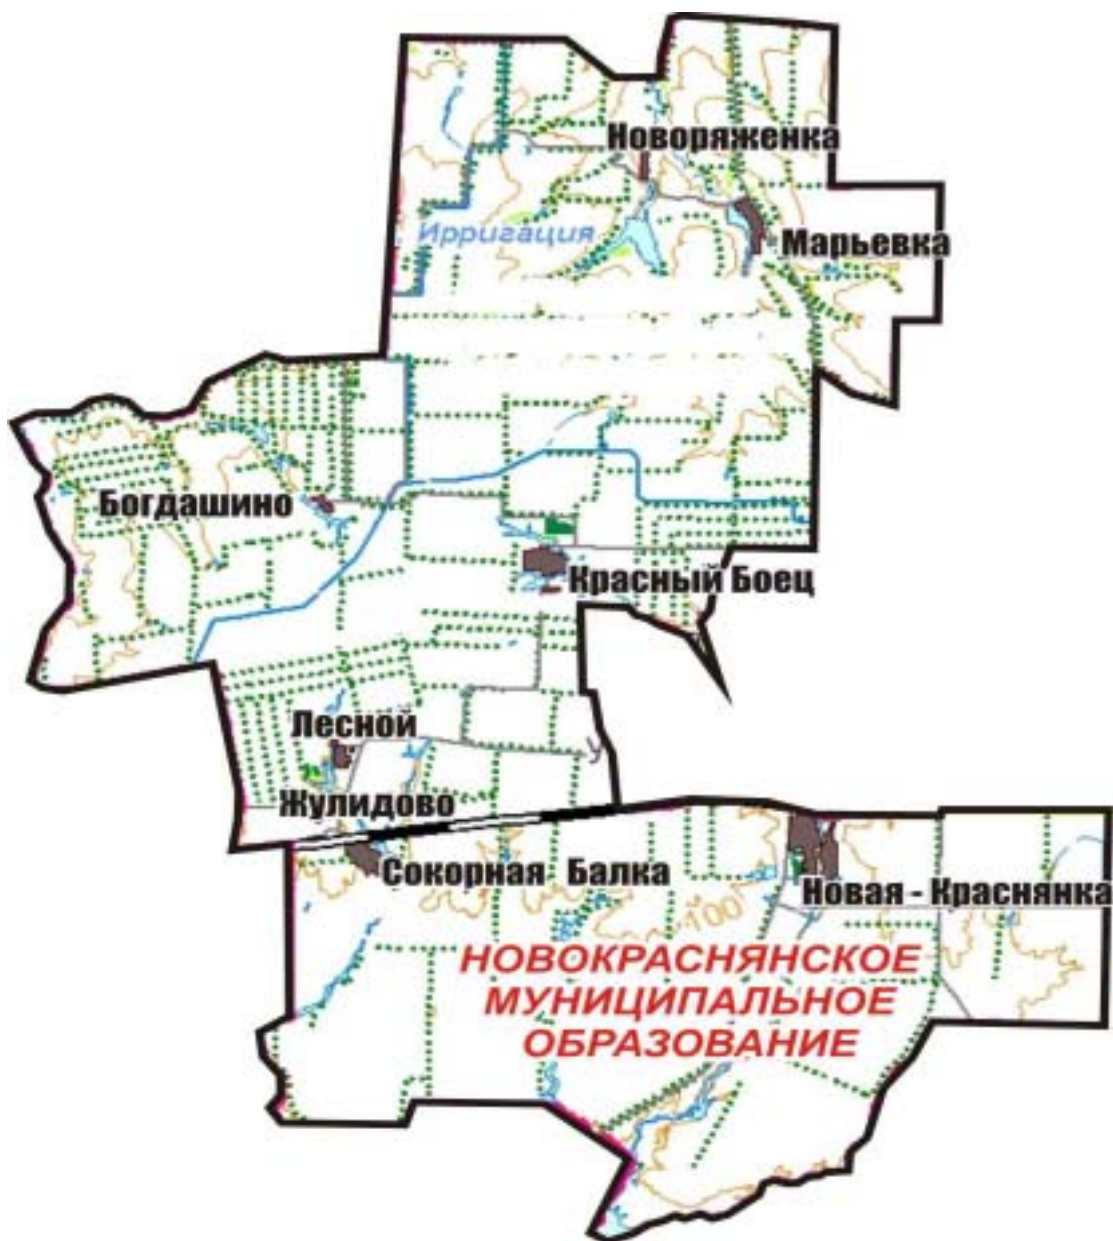 Новоряженка
Ирригация
Марьевка
Богдашино
Красный Боец
Лесной
Жулидово
Сокорная Балка
Новая - Краснянка
100
НОВОКРАСНЯНСКОЕ
МУНИЦИПАЛЬНОЕ
ОБРАЗОВАНИЕ